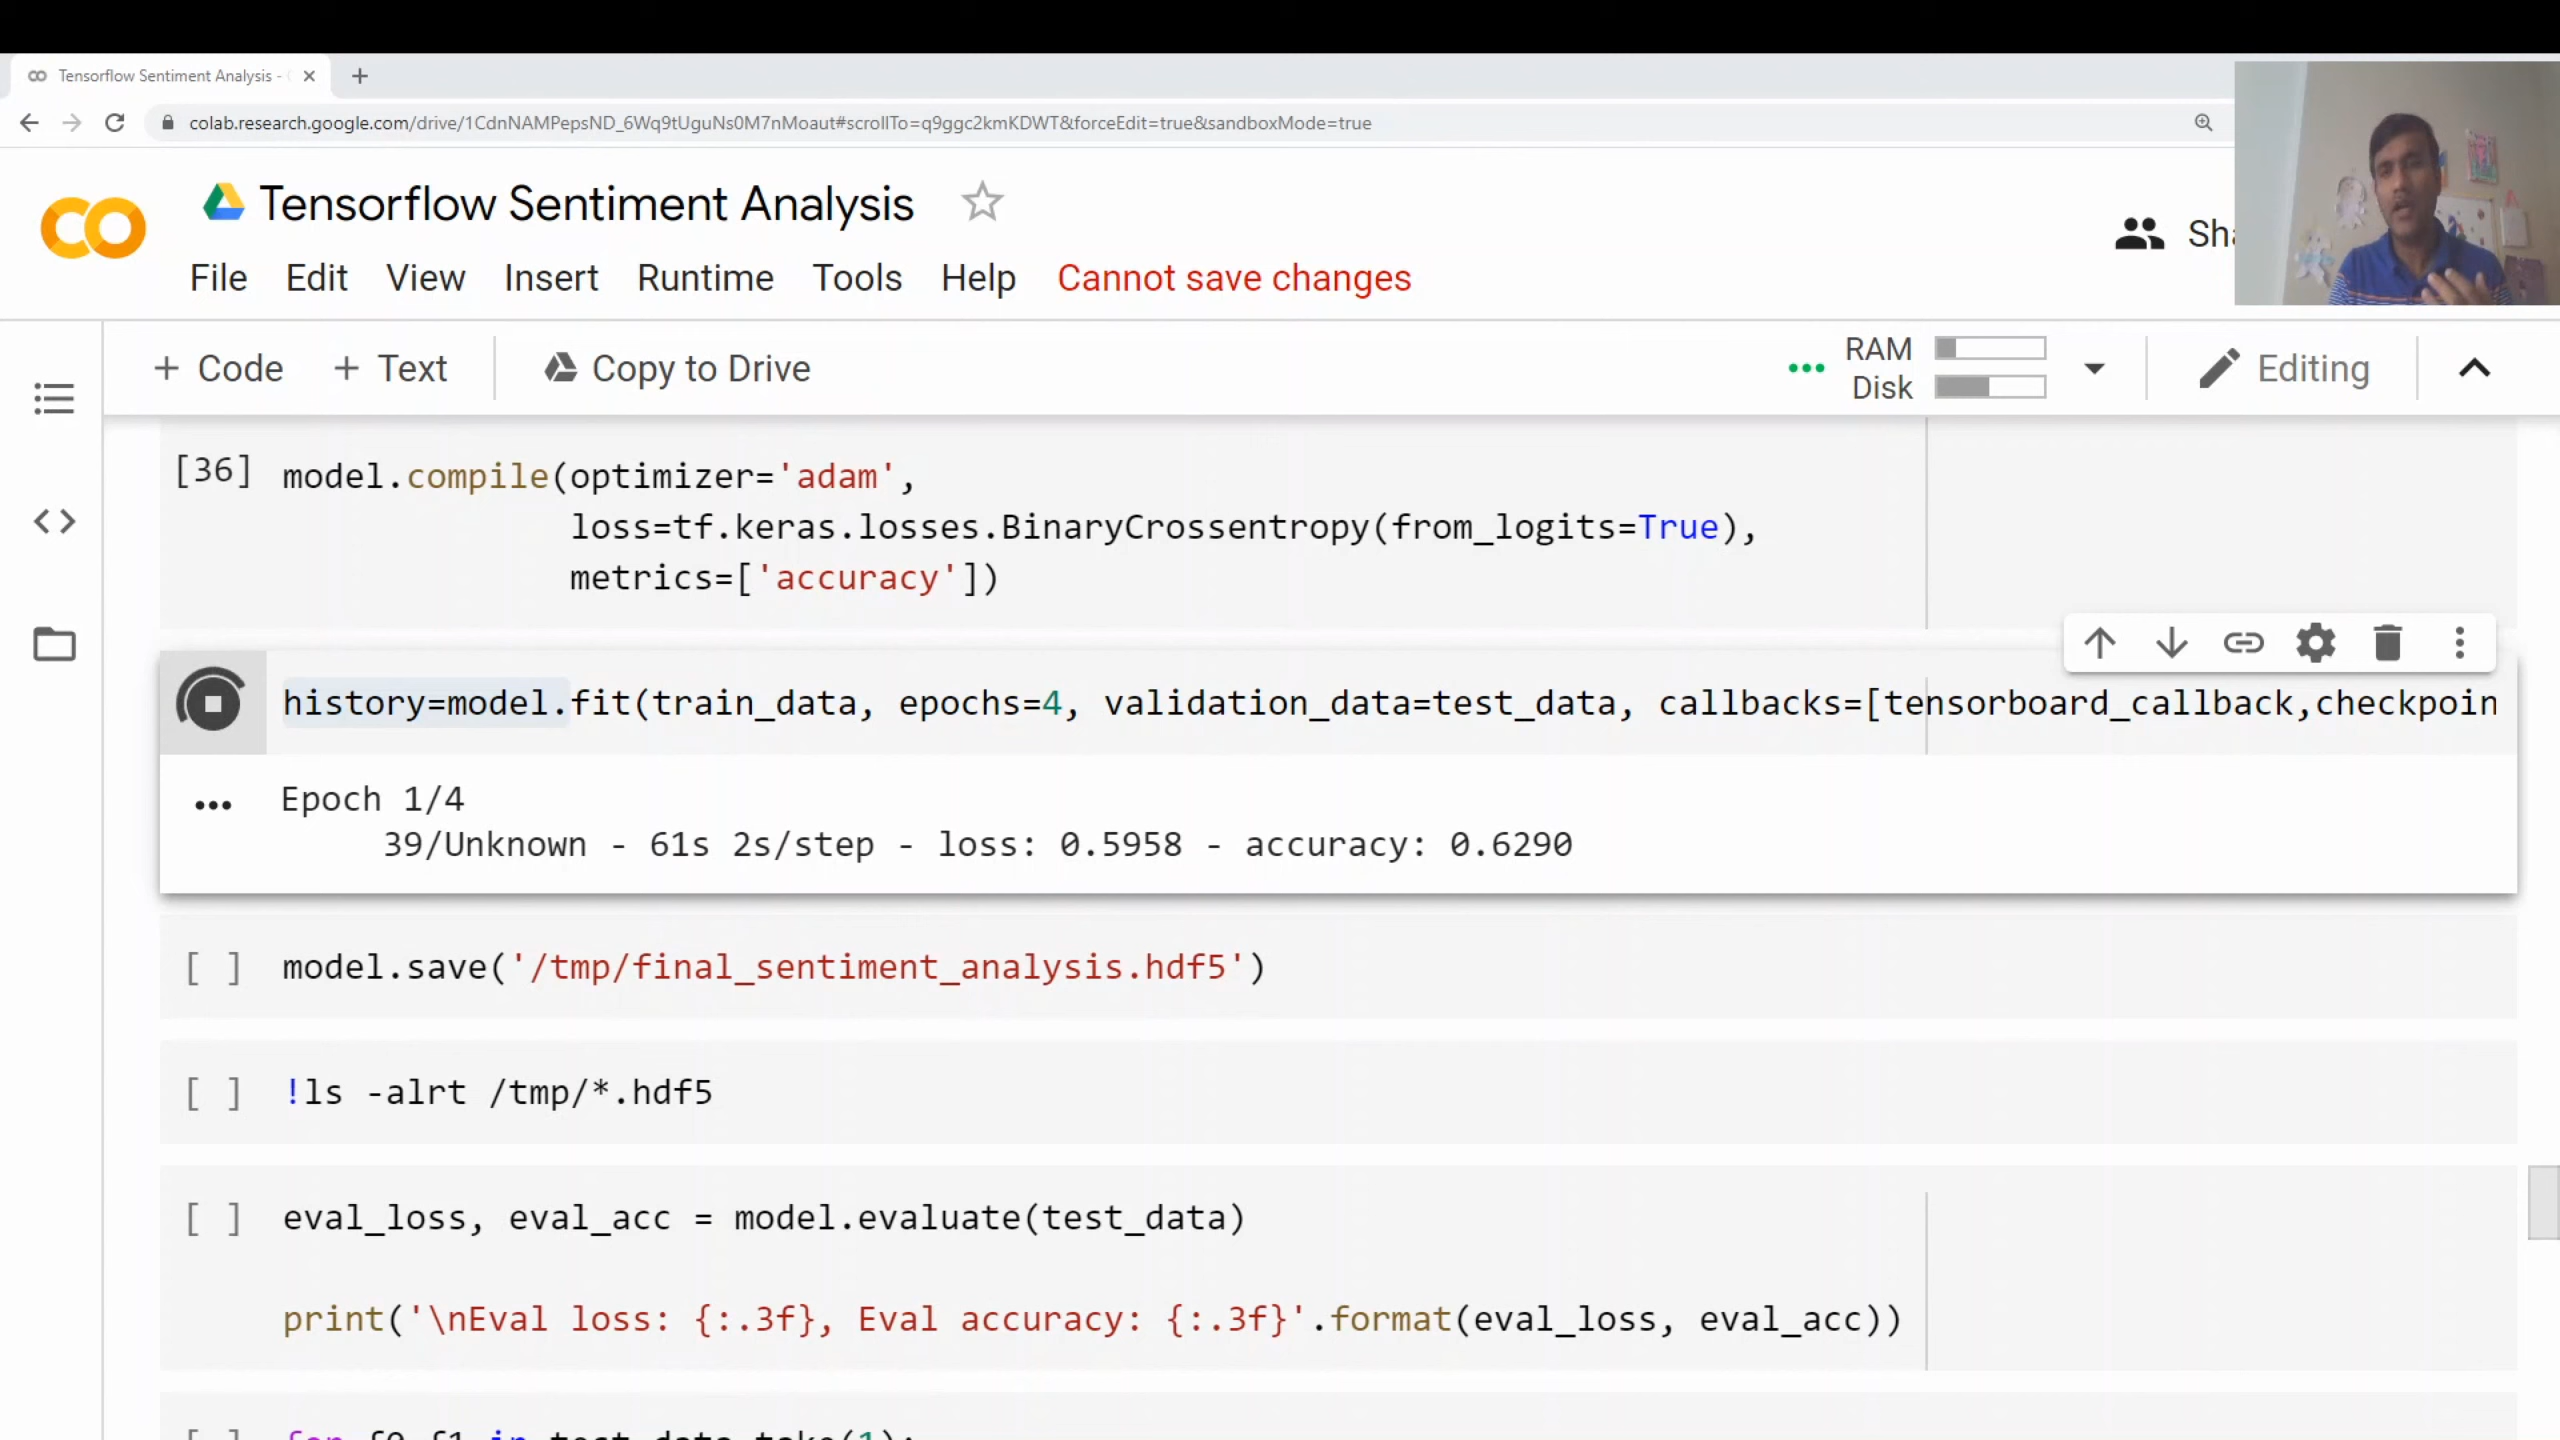 Tensorflow Sentiment Analysis -
colab.research.google.com/drive/1CdnNAMPepsND_6Wq9tUguNs0M7nMoaut#scrollTo=q9ggc2kmKDWT&forceEdit=true&sandboxMode=true
Tensorflow Sentiment Analysis
File Edit View Insert Runtime Tools Help Cannot save changes
+ Code + Text Copy to Drive
RAM
Disk
Editing
[36] model.compile(optimizer='adam',
loss=tf.keras.losses.BinaryCrossentropy(from_logits=True),
metrics=['accuracy'])
history=model.fit(train_data, epochs=4, validation_data=test_data, callbacks=[tensorboard_callback,checkpoin
Epoch 1/4
39/Unknown - 61s 2s/step - loss: 0.5958 - accuracy: 0.6290
[ ] model.save('/tmp/final_sentiment_analysis.hdf5')
[ ] !ls -alrt /tmp/*.hdf5
[ ] eval_loss, eval_acc = model.evaluate(test_data)
print('\nEval loss: {:.3f}, Eval accuracy: {:.3f}'.format(eval_loss, eval_acc))